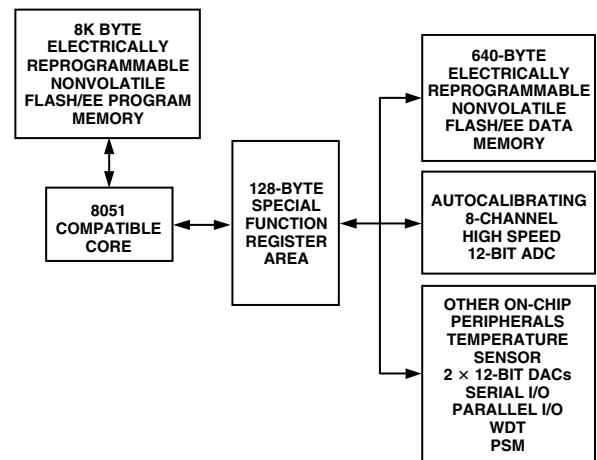 8K BYTE
ELECTRICALLY
REPROGRAMMABLE
NONVOLATILE
FLASH/EE PROGRAM
MEMORY
8051
COMPATIBLE
CORE
128-BYTE
SPECIAL
FUNCTION
REGISTER
AREA
640-BYTE
ELECTRICALLY
REPROGRAMMABLE
NONVOLATILE
FLASH/EE DATA
MEMORY
AUTOCALIBRATING
8-CHANNEL
HIGH SPEED
12-BIT ADC
OTHER ON-CHIP
PERIPHERALS
TEMPERATURE
SENSOR
2 × 12-BIT DACs
SERIAL I/O
PARALLEL I/O
WDT
PSM